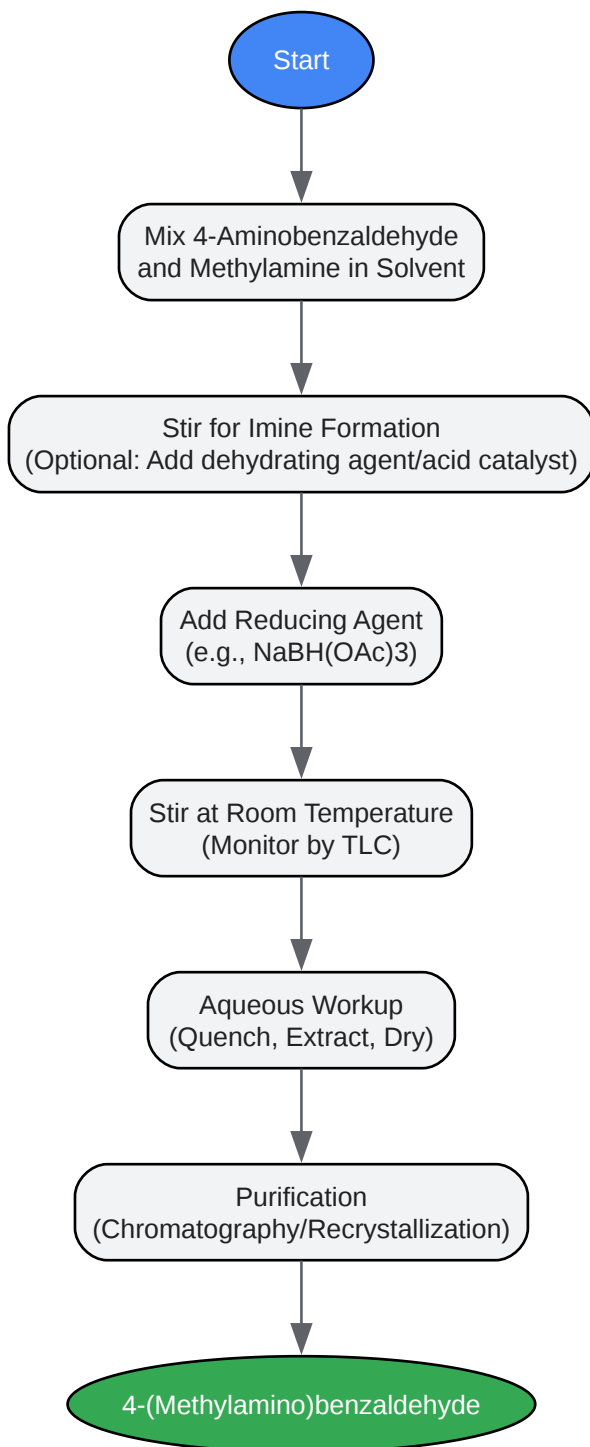 Start
Mix 4-Aminobenzaldehyde
and Methylamine in Solvent
Stir for Imine Formation
(Optional: Add dehydrating agent/acid catalyst)
Add Reducing Agent
(e.g., NaBH(OAc)3)
Stir at Room Temperature
(Monitor by TLC)
Aqueous Workup
(Quench, Extract, Dry)
Purification
(Chromatography/Recrystallization)
4-(Methylamino)benzaldehyde